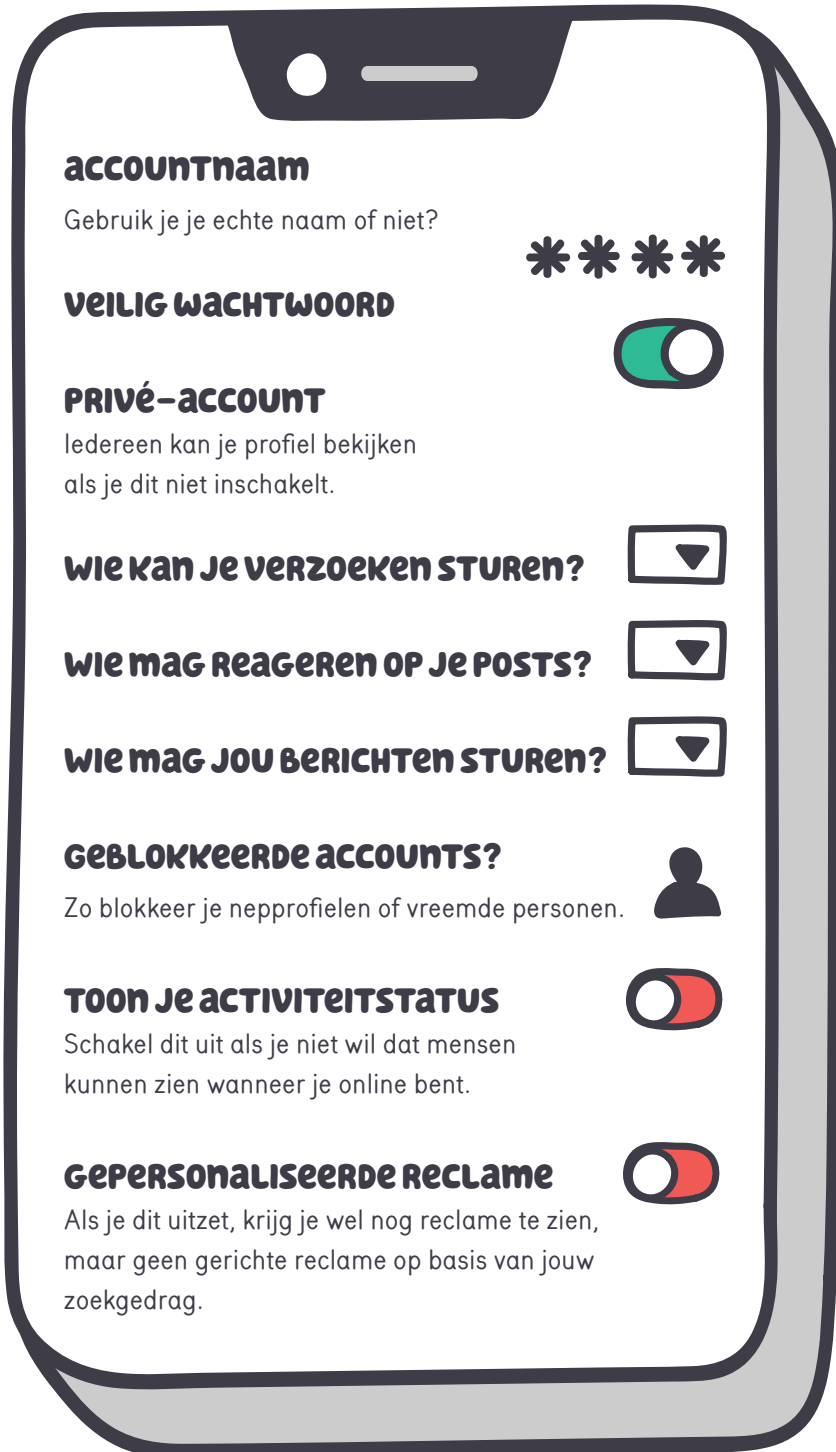 accountnaam
Gebruik je je echte naam of niet?
****
veilig wachtwoord
privé-account
Iedereen kan je profiel bekijken
als je dit niet inschakelt.
wie kan je verzoeken sturen?
wie mag reageren op je posts?
wie mag jou berichten sturen?
geblokkeerde accounts?
Zo blokkeer je nepprofielen of vreemde personen.
toon je activiteitstatus
Schakel dit uit als je niet wil dat mensen
kunnen zien wanneer je online bent.
gepersonaliseerde reclame
Als je dit uitzet, krijg je wel nog reclame te zien,
maar geen gerichte reclame op basis van jouw
zoekgedrag.